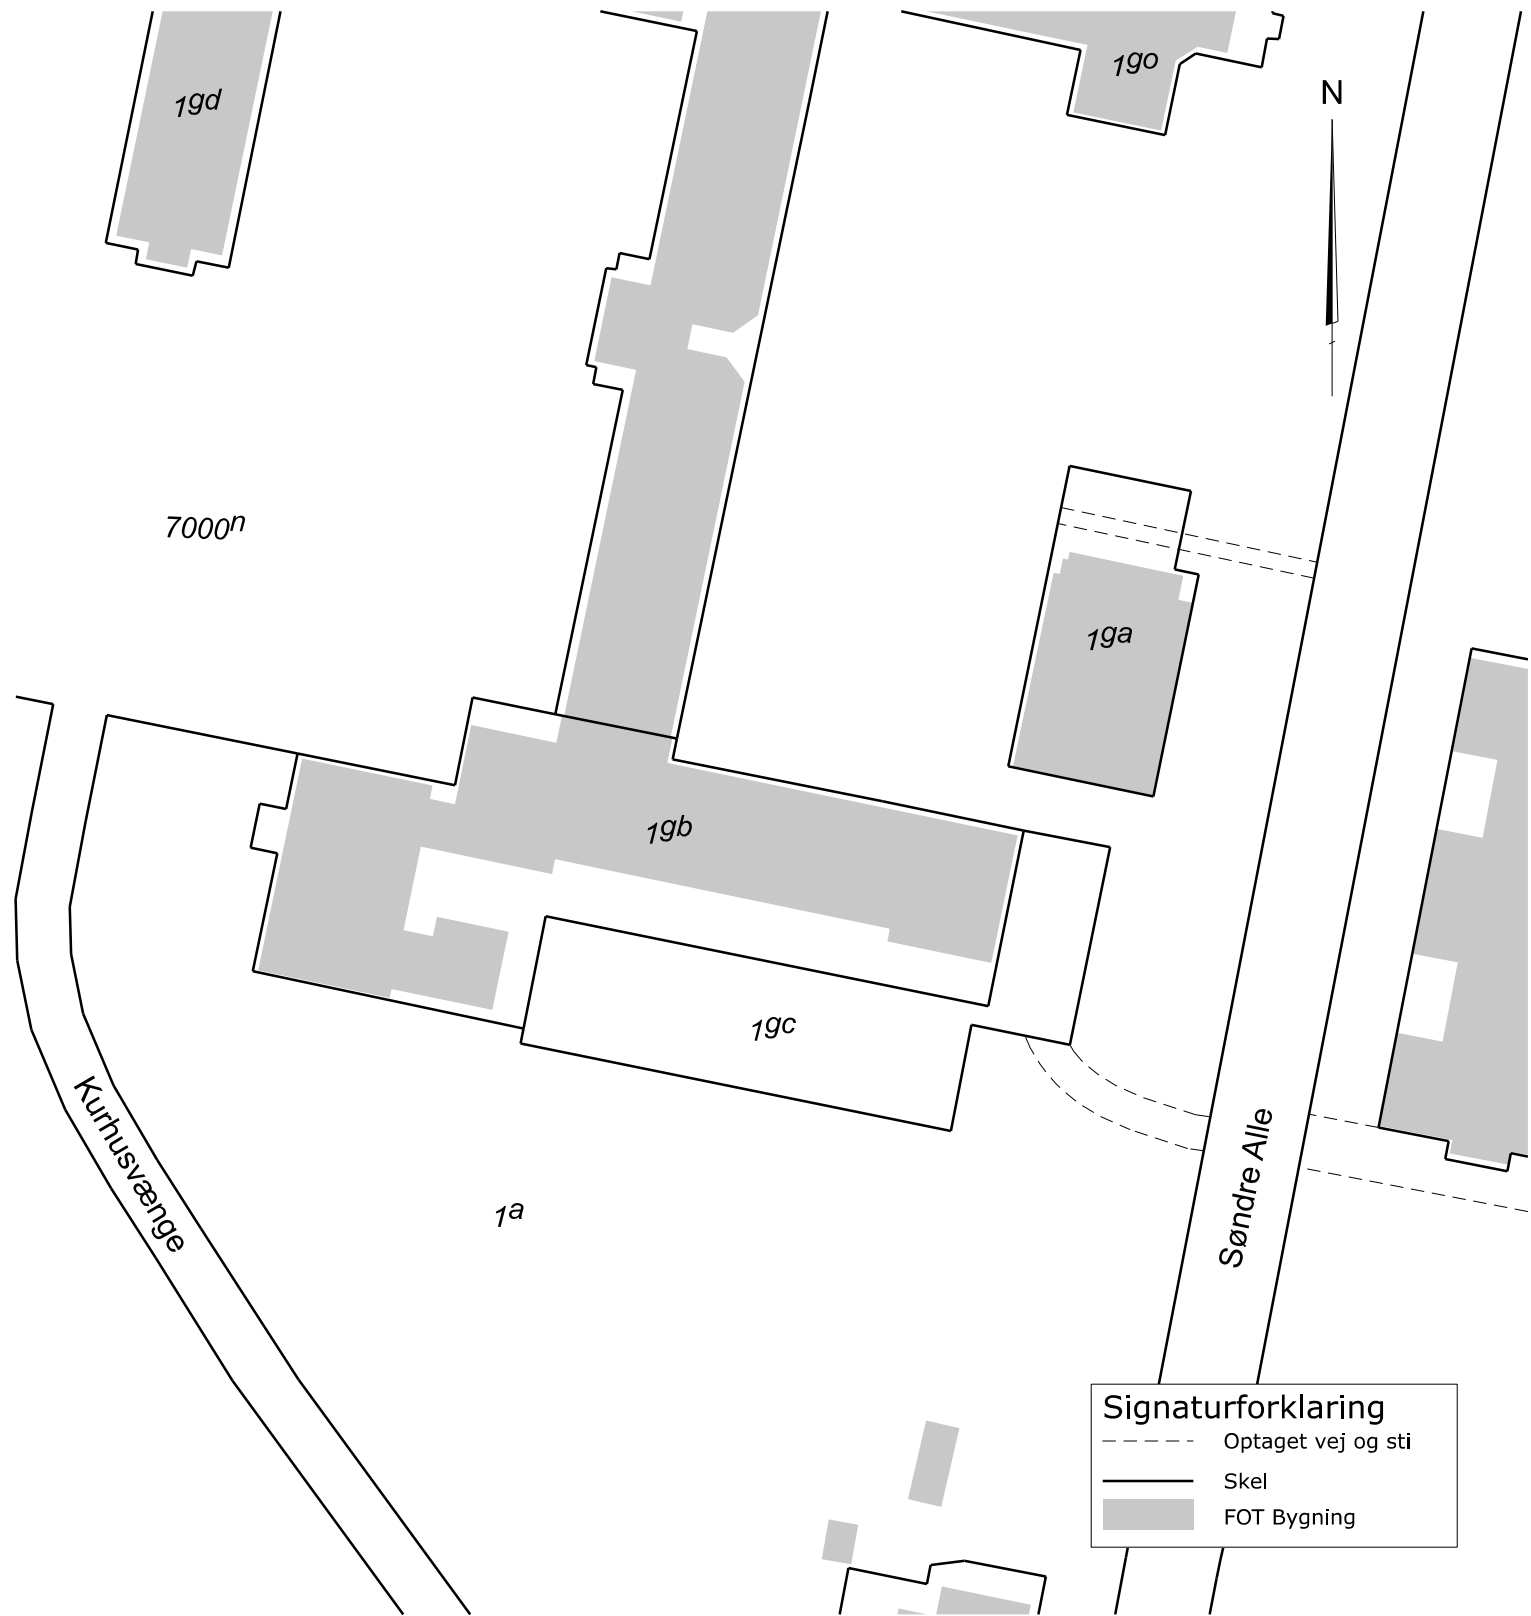 1go
N
1gd
7000n
1ga
1gb
1gc
Kurhusvænge
Søndre Alle
1a
Signaturforklaring
Optaget vej og sti
Skel
FOT Bygning